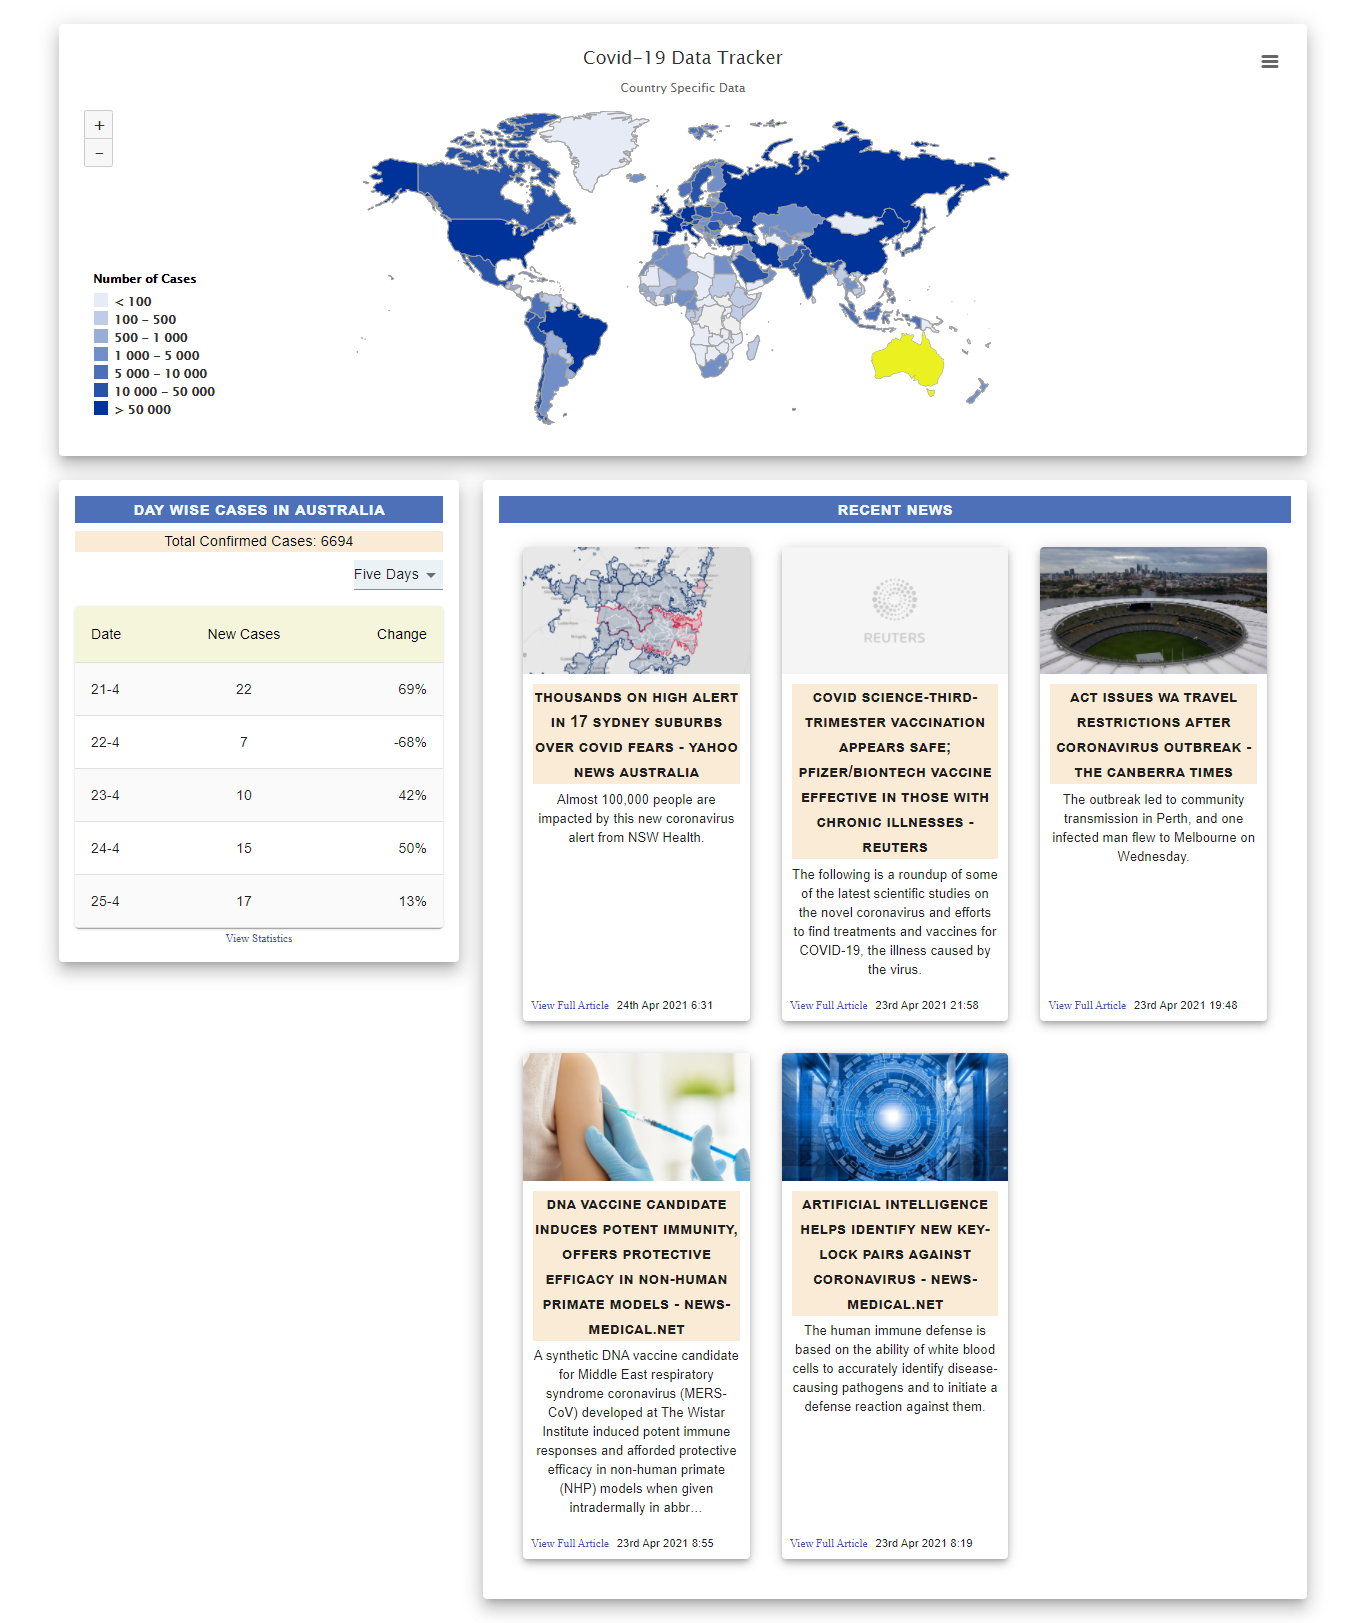 Covid-19 Data Tracker
Country Specific Data
+
−
Number of Cases
< 100
100 – 500
500 – 1 000
1 000 – 5 000
5 000 – 10 000
10 000 – 50 000
> 50 000
DAY WISE CASES IN AUSTRALIA
Total Confirmed Cases: 6694
Five Days
Date New Cases Change
21-4 22 69%
22-4 7 -68%
23-4 10 42%
24-4 15 50%
25-4 17 13%
View Statistics
RECENT NEWS
THOUSANDS ON HIGH ALERT
IN 17 SYDNEY SUBURBS
OVER COVID FEARS - YAHOO
NEWS AUSTRALIA
Almost 100,000 people are
impacted by this new coronavirus
alert from NSW Health.
View Full Article 24th Apr 2021 6:31
REUTERS
COVID SCIENCE-THIRD-
TRIMESTER VACCINATION
APPEARS SAFE;
PFIZER/BIONTECH VACCINE
EFFECTIVE IN THOSE WITH
CHRONIC ILLNESSES -
REUTERS
The following is a roundup of some
of the latest scientific studies on
the novel coronavirus and efforts
to find treatments and vaccines for
COVID-19, the illness caused by
the virus.
View Full Article 23rd Apr 2021 21:58
ACT ISSUES WA TRAVEL
RESTRICTIONS AFTER
CORONAVIRUS OUTBREAK -
THE CANBERRA TIMES
The outbreak led to community
transmission in Perth, and one
infected man flew to Melbourne on
Wednesday.
View Full Article 23rd Apr 2021 19:48
DNA VACCINE CANDIDATE
INDUCES POTENT IMMUNITY,
OFFERS PROTECTIVE
EFFICACY IN NON-HUMAN
PRIMATE MODELS - NEWS-
MEDICAL.NET
A synthetic DNA vaccine candidate
for Middle East respiratory
syndrome coronavirus (MERS-
CoV) developed at The Wistar
Institute induced potent immune
responses and afforded protective
efficacy in non-human primate
(NHP) models when given
intradermally in abbr…
View Full Article 23rd Apr 2021 8:55
ARTIFICIAL INTELLIGENCE
HELPS IDENTIFY NEW KEY-
LOCK PAIRS AGAINST
CORONAVIRUS - NEWS-
MEDICAL.NET
The human immune defense is
based on the ability of white blood
cells to accurately identify disease-
causing pathogens and to initiate a
defense reaction against them.
View Full Article 23rd Apr 2021 8:19